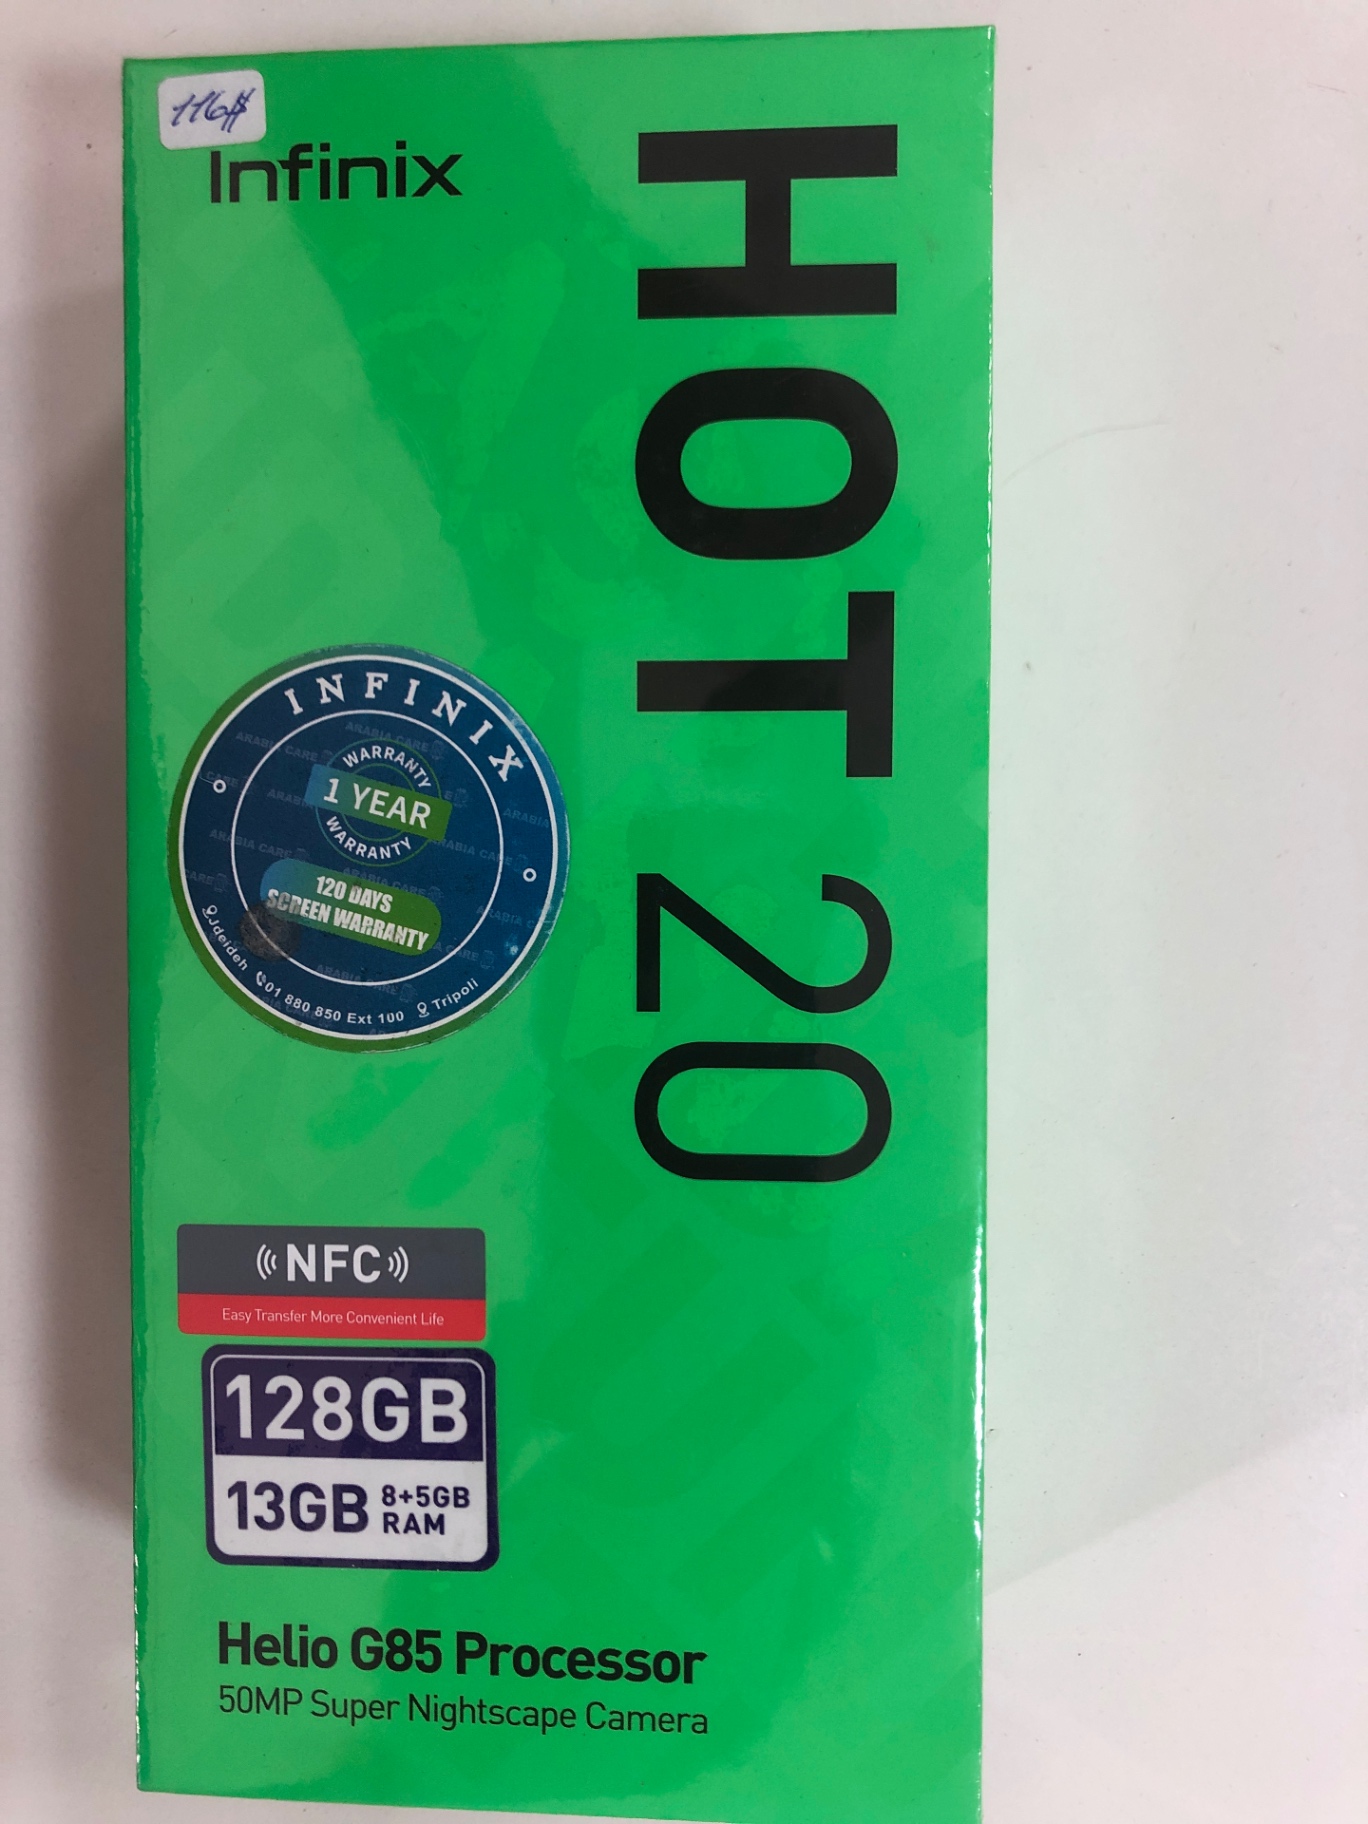 116$
Infinix
HOT 20
INFINIX
WARRANTY
1 YEAR
WARRANTY
120 DAYS
SCREEN WARRANTY
Jdeideh 01 880 850 Ext 100 Tripoli
ARABIA CARE
NFC
Easy Transfer More Convenient Life
128GB
13GB 8+5GB
RAM
Helio G85 Processor
50MP Super Nightscape Camera